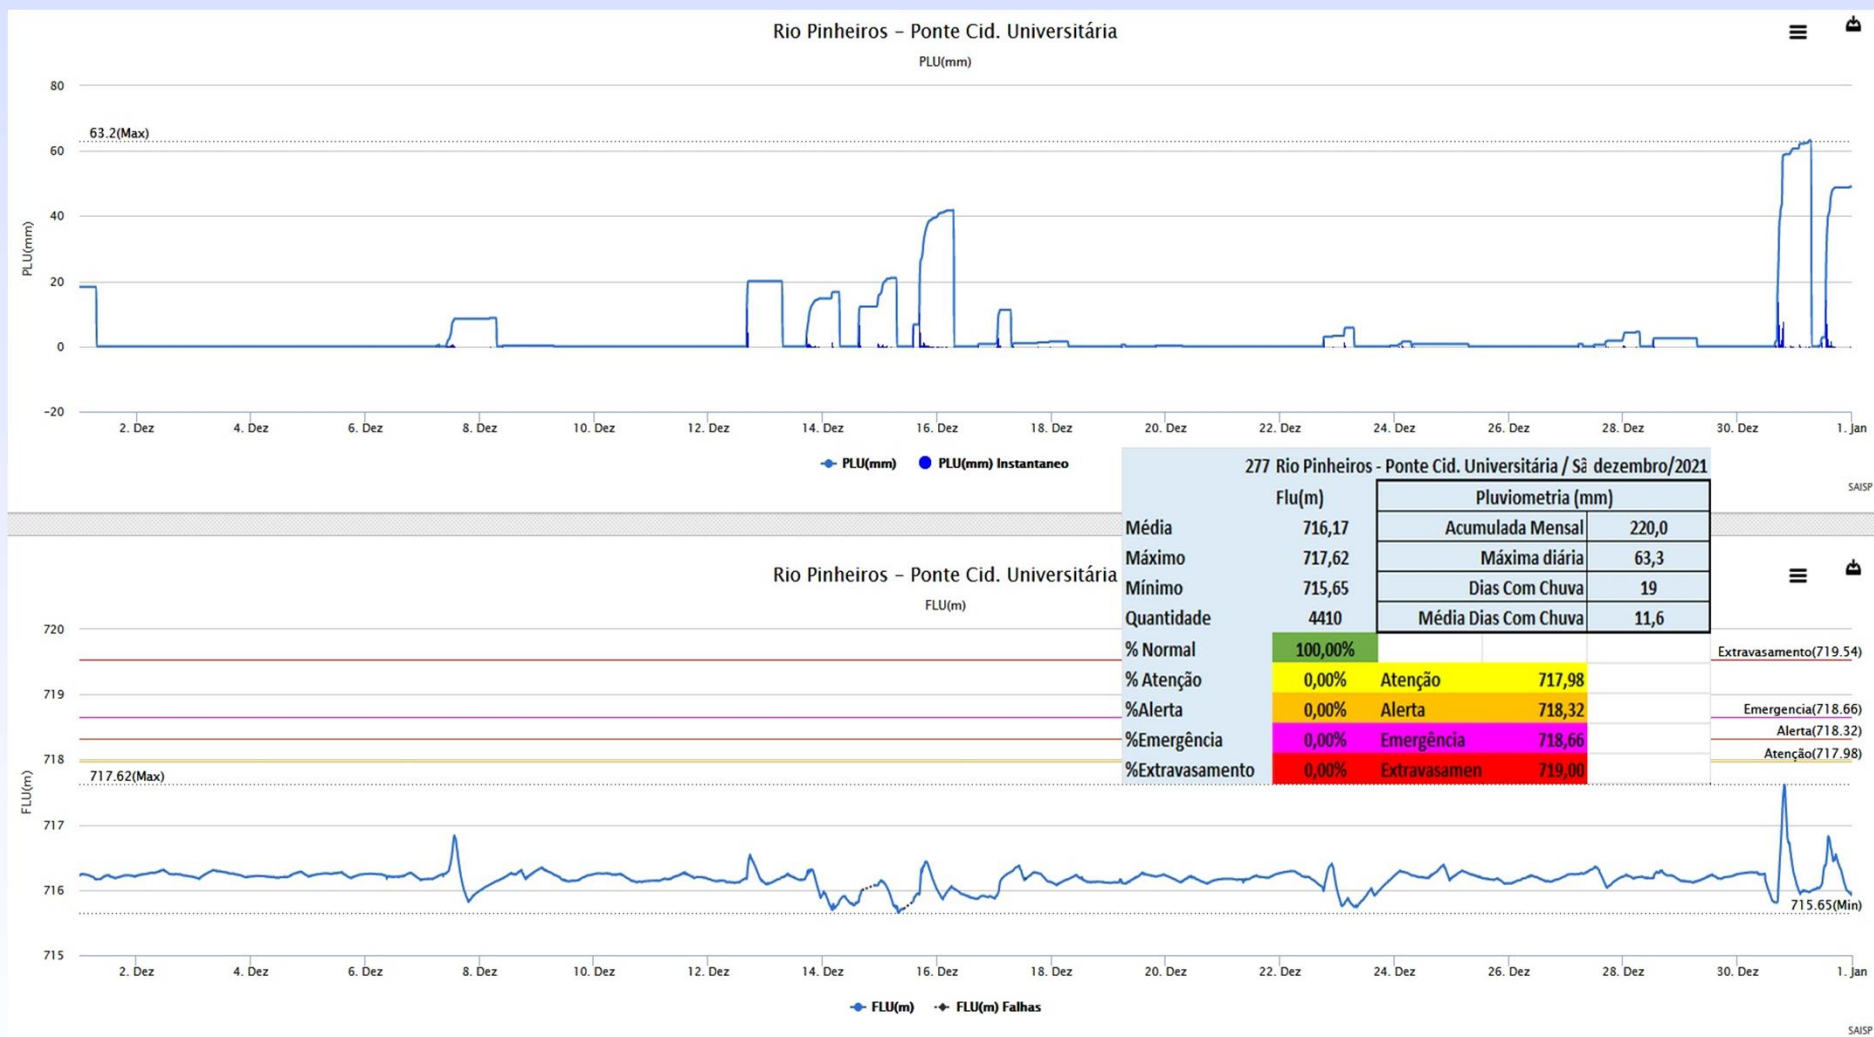 Rio Pinheiros – Ponte Cid. Universitária
PLU(mm)
80
63.2(Max)
60
40
PLU(mm)
20
0
-20
2. Dez 4. Dez 6. Dez 8. Dez 10. Dez 12. Dez 14. Dez 16. Dez 18. Dez 20. Dez 22. Dez 24. Dez 26. Dez 28. Dez 30. Dez 1. Jan
PLU(mm) PLU(mm) Instantaneo
SAISP
277 Rio Pinheiros - Ponte Cid. Universitária / Sã dezembro/2021
Flu(m) Pluviometria (mm)
Média 716,17 Acumulada Mensal 220,0
Máximo 717,62 Máxima diária 63,3
Mínimo 715,65 Dias Com Chuva 19
Quantidade 4410 Média Dias Com Chuva 11,6
% Normal 100,00%
% Atenção 0,00% Atenção 717,98
%Alerta 0,00% Alerta 718,32
%Emergência 0,00% Emergência 718,66
%Extravasamento 0,00% Extravasamen 719,00
Rio Pinheiros – Ponte Cid. Universitária
FLU(m)
720
Extravasamento(719.54)
719
Emergencia(718.66)
Alerta(718.32)
Atenção(717.98)
718
717.62(Max)
FLU(m)
717
716
715.65(Min)
715
2. Dez 4. Dez 6. Dez 8. Dez 10. Dez 12. Dez 14. Dez 16. Dez 18. Dez 20. Dez 22. Dez 24. Dez 26. Dez 28. Dez 30. Dez 1. Jan
FLU(m) FLU(m) Falhas
SAISP